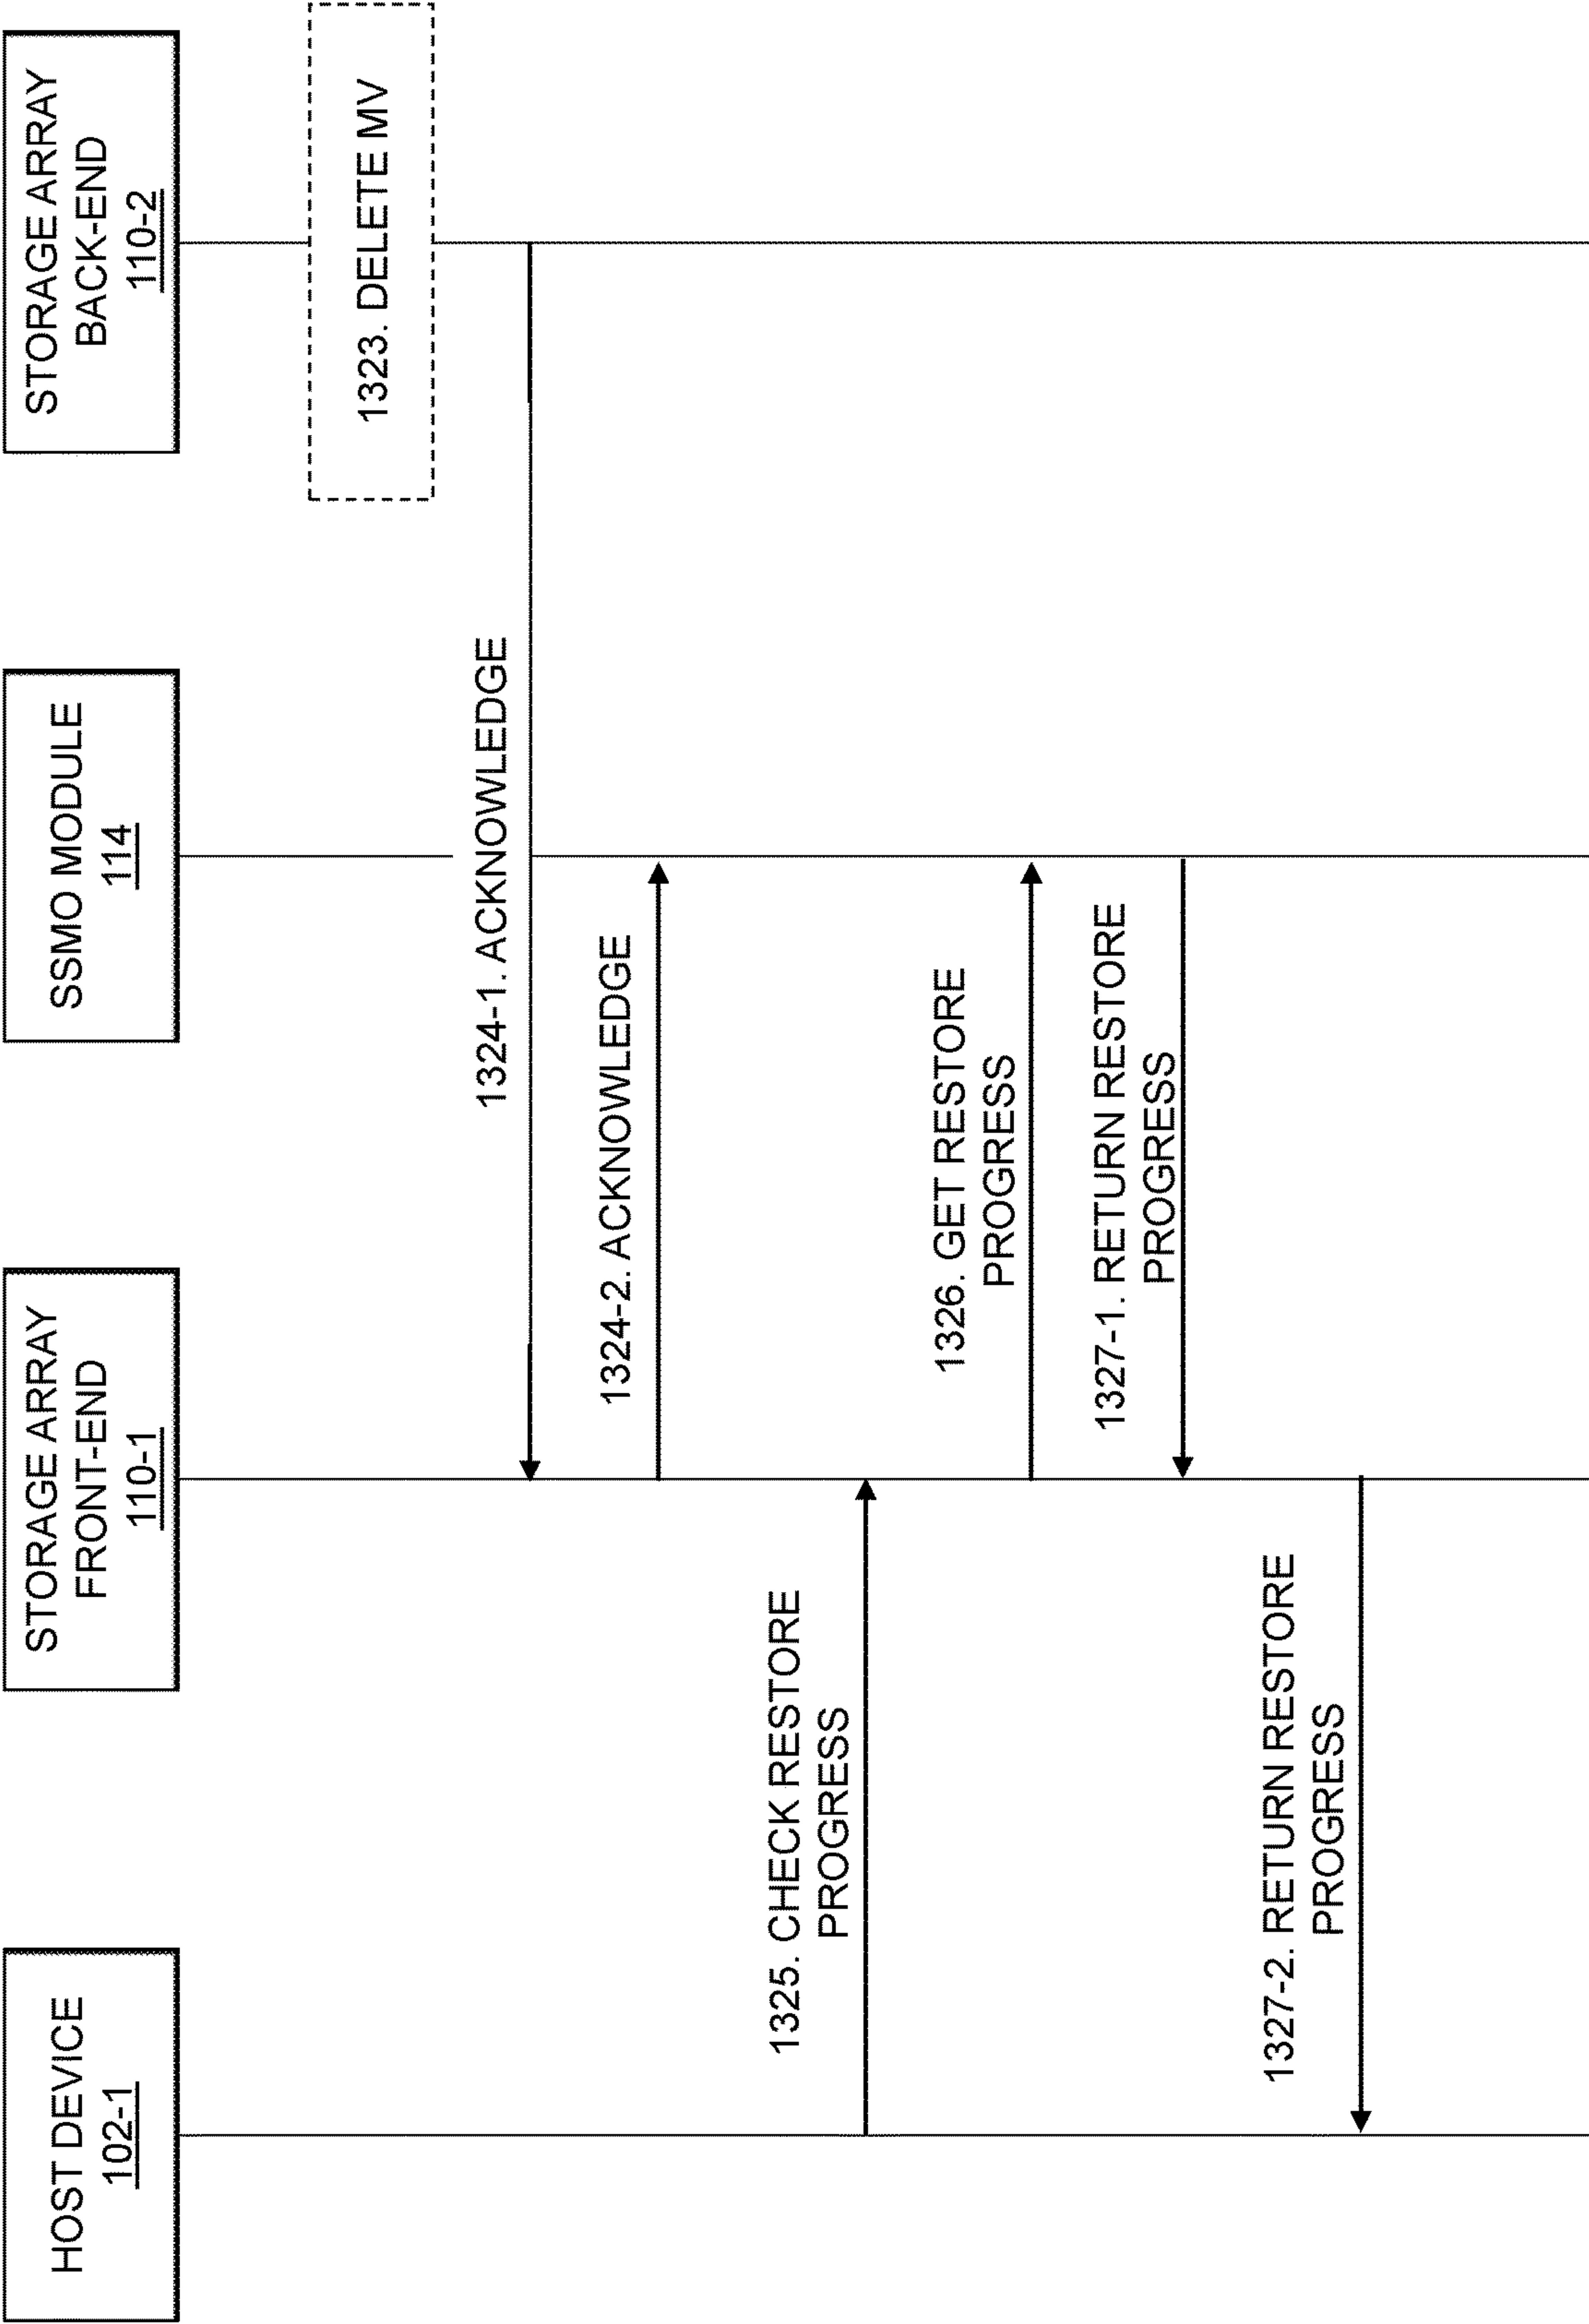 HOST DEVICE
102-1
STORAGE ARRAY
FRONT-END
110-1
SSMO MODULE
114
STORAGE ARRAY
BACK-END
110-2
1323. DELETE MV
1324-1. ACKNOWLEDGE
1324-2. ACKNOWLEDGE
1325. CHECK RESTORE
PROGRESS
1326. GET RESTORE
PROGRESS
1327-1. RETURN RESTORE
PROGRESS
1327-2. RETURN RESTORE
PROGRESS